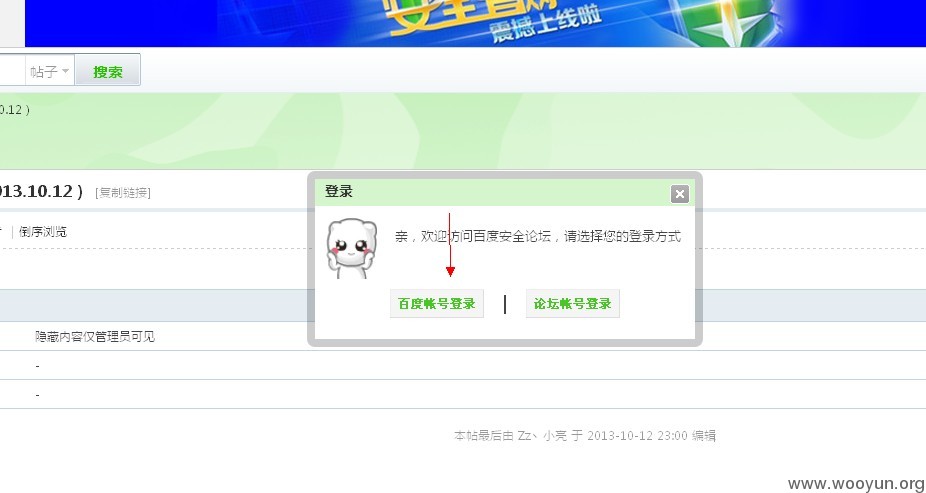 安全管家
震撼上线啦
帖子
搜索
0.12 )
013.10.12 ) [复制链接]
倒序浏览
登录
亲，欢迎访问百度安全论坛，请选择您的登录方式
百度帐号登录 | 论坛帐号登录
隐藏内容仅管理员可见
-
-
本帖最后由 Zz丶小亮 于 2013-10-12 23:00 编辑
www.wooyun.org